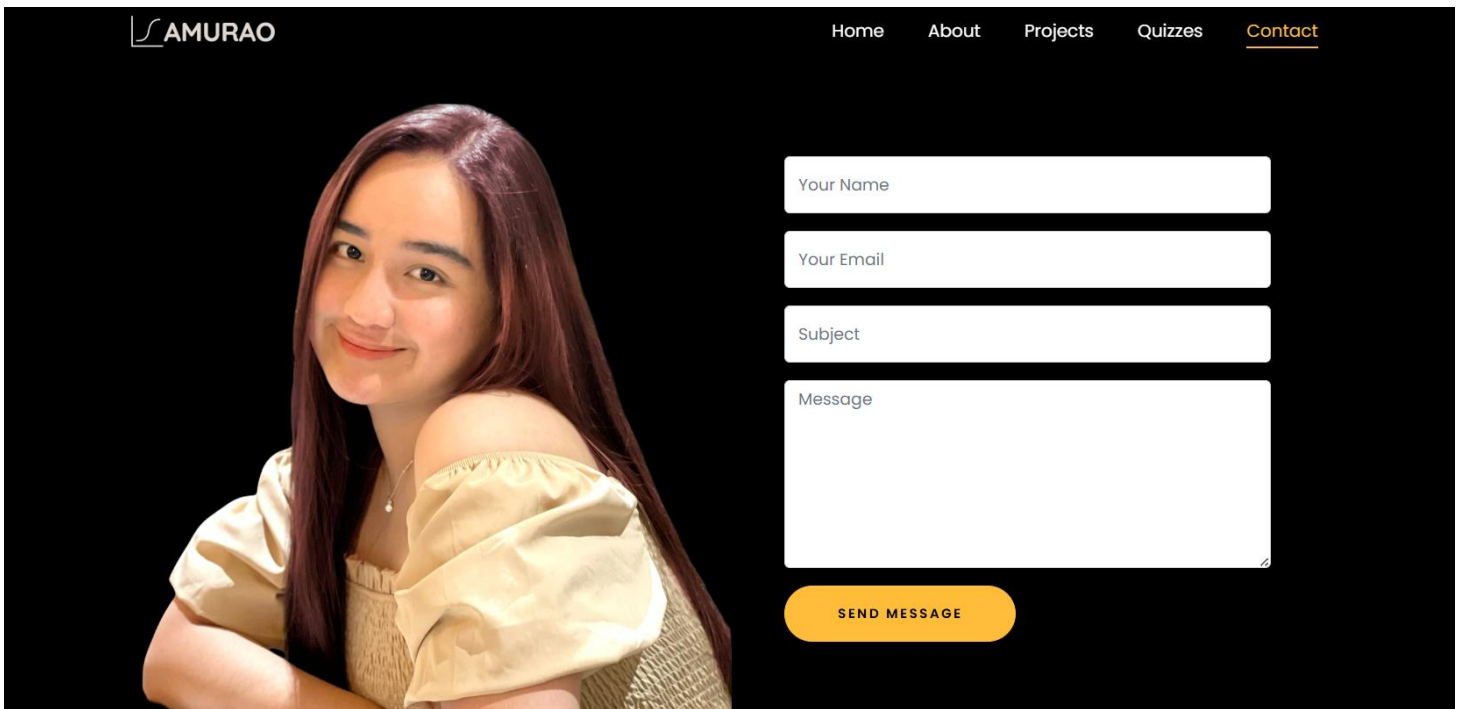 AMURAO
Home About Projects Quizzes Contact
Your Name
Your Email
Subject
Message
SEND MESSAGE